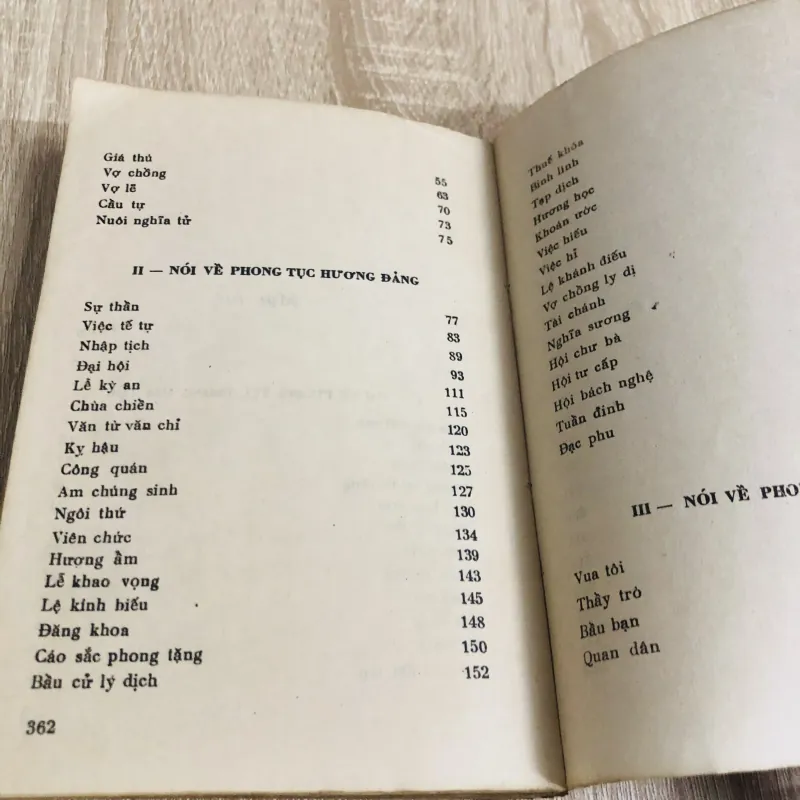 Giá thú 55
Vợ chồng 63
Vợ lẽ 70
Cầu tự 73
Nuôi nghĩa tử 75
II — NÓI VỀ PHONG TỤC HƯƠNG ĐẢNG
Sự thần 77
Việc tế tự 83
Nhập tịch 89
Đại hội 93
Lễ kỳ an 111
Chùa chiền 115
Văn từ văn chỉ 120
Kỵ hậu 123
Công quán 125
Am chúng sinh 127
Ngôi thứ 130
Viên chức 134
Hượng ẩm 139
Lễ khao vọng 143
Lệ kính biếu 145
Đăng khoa 148
Cáo sắc phong tặng 150
Bầu cử lý dịch 152
362
Thuế khóa
Binh lính
Tạp dịch
Hương học
Khoán ước
Việc hiếu
Việc hỉ
Lệ khánh điếu
Vợ chồng ly dị
Tài chánh
Nghĩa sương
Hội chư bà
Hội tư cấp
Hội bách nghệ
Tuần đinh
Đạc phu
III — NÓI VỀ PHON
Vua tôi
Thầy trò
Bầu bạn
Quan dân